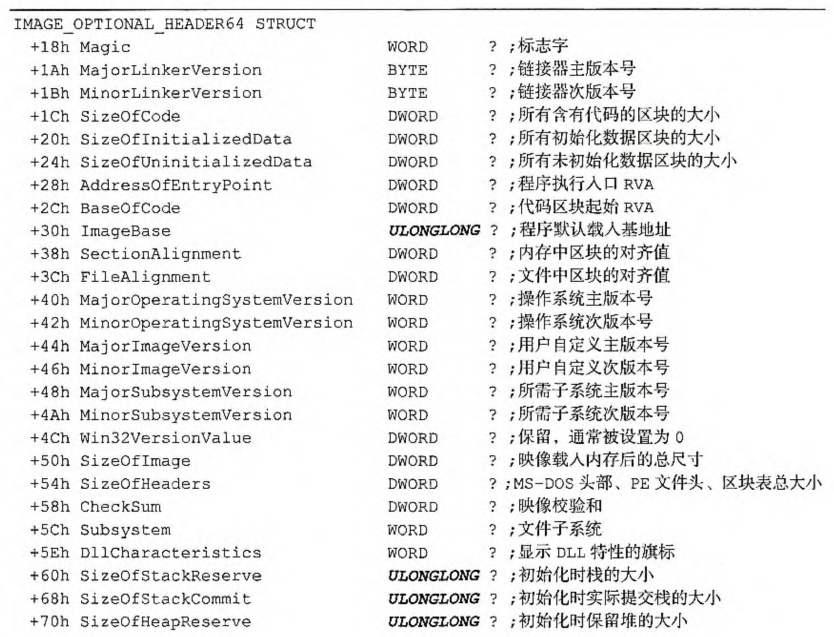 IMAGE_OPTIONAL_HEADER64 STRUCT
+18h Magic WORD ? ;标志字
+1Ah MajorLinkerVersion BYTE ? ;链接器主版本号
+1Bh MinorLinkerVersion BYTE ? ;链接器次版本号
+1Ch SizeOfCode DWORD ? ;所有含有代码的区块的大小
+20h SizeOfInitializedData DWORD ? ;所有初始化数据区块的大小
+24h SizeOfUninitializedData DWORD ? ;所有未初始化数据区块的大小
+28h AddressOfEntryPoint DWORD ? ;程序执行入口 RVA
+2Ch BaseOfCode DWORD ? ;代码区块起始 RVA
+30h ImageBase ULONGLONG ? ;程序默认载入基地址
+38h SectionAlignment DWORD ? ;内存中区块的对齐值
+3Ch FileAlignment DWORD ? ;文件中区块的对齐值
+40h MajorOperatingSystemVersion WORD ? ;操作系统主版本号
+42h MinorOperatingSystemVersion WORD ? ;操作系统次版本号
+44h MajorImageVersion WORD ? ;用户自定义主版本号
+46h MinorImageVersion WORD ? ;用户自定义次版本号
+48h MajorSubsystemVersion WORD ? ;所需子系统主版本号
+4Ah MinorSubsystemVersion WORD ? ;所需子系统次版本号
+4Ch Win32VersionValue DWORD ? ;保留，通常被设置为 0
+50h SizeOfImage DWORD ? ;映像载入内存后的总尺寸
+54h SizeOfHeaders DWORD ? ;MS-DOS 头部、PE 文件头、区块表总大小
+58h CheckSum DWORD ? ;映像校验和
+5Ch Subsystem WORD ? ;文件子系统
+5Eh DllCharacteristics WORD ? ;显示 DLL 特性的旗标
+60h SizeOfStackReserve ULONGLONG ? ;初始化时栈的大小
+68h SizeOfStackCommit ULONGLONG ? ;初始化时实际提交栈的大小
+70h SizeOfHeapReserve ULONGLONG ? ;初始化时保留堆的大小